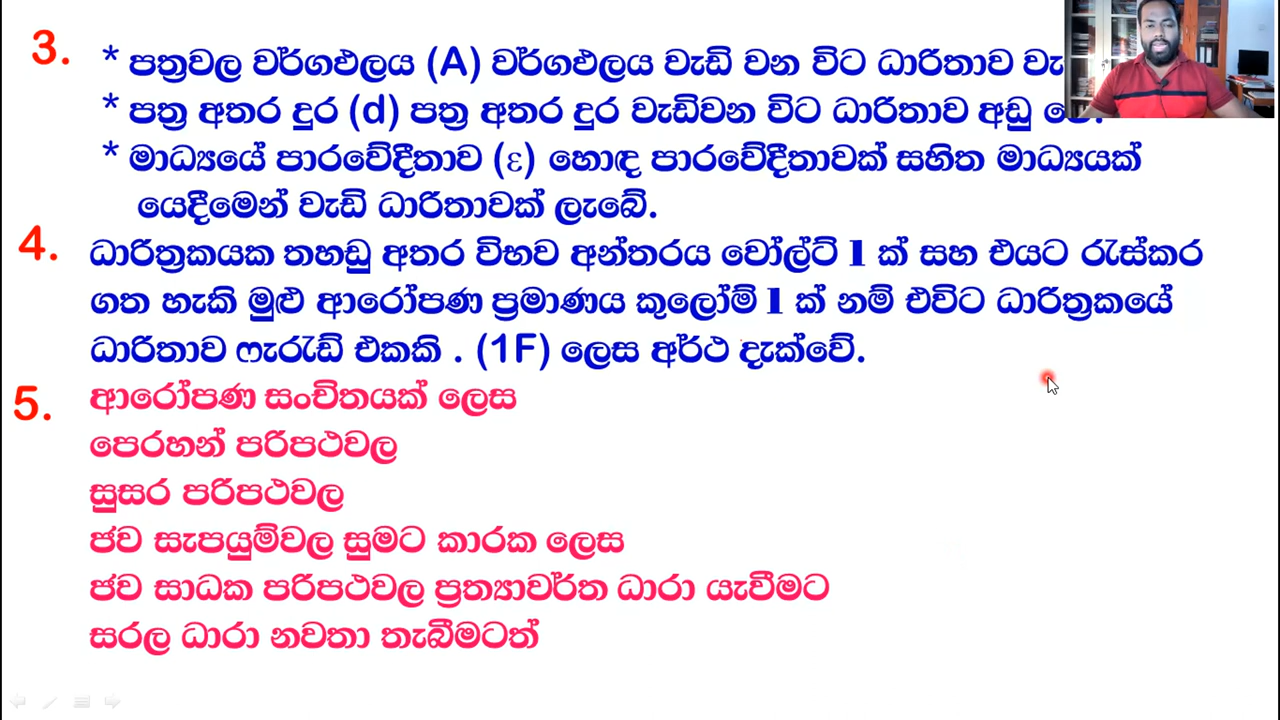 3. * පත්‍රවල වර්ගඵලය (A) වර්ගඵලය වැඩි වන විට ධාරිතාව
* පත්‍ර අතර දුර (d) පත්‍ර අතර දුර වැඩිවන විට ධාරිතාව අඩු
* මාධ්‍යයේ පාරවේදීතාව (ε) හොඳ පාරවේදීතාවක් සහිත මාධ්‍යයක්
යෙදීමෙන් වැඩි ධාරිතාවක් ලැබේ.
4. ධාරිත්‍රකයක තහඩු අතර විභව අන්තරය වෝල්ට් 1 ක් සහ එයට රැස්කර
ගත හැකි මුළු ආරෝපණ ප්‍රමාණය කුලෝම් 1 ක් නම් එවිට ධාරිත්‍රකයේ
ධාරිතාව ෆැරැඩ් එකකි . (1F) ලෙස අර්ථ දැක්වේ.
5. ආරෝපණ සංචිතයක් ලෙස
පෙරහන් පරිපථවල
සුසර පරිපථවල
ජව සැපයුම්වල සුමට කාරක ලෙස
ජව සාධක පරිපථවල ප්‍රත්‍යාවර්ත ධාරා යැවීමට
සරල ධාරා නවතා තැබීමටත්